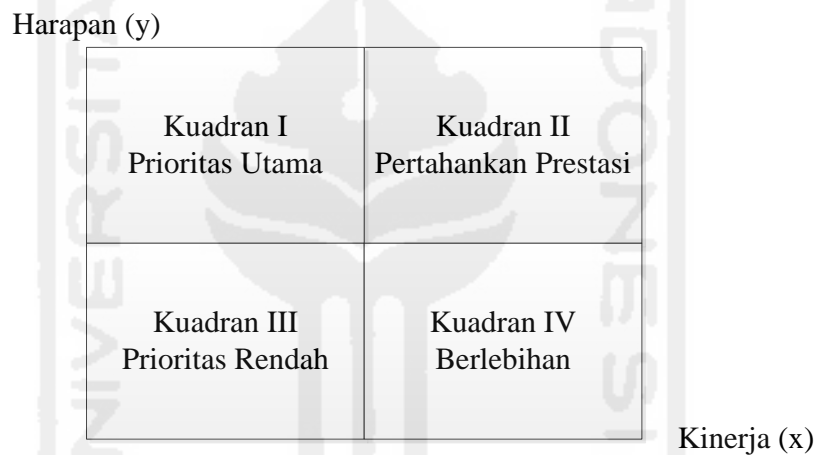 Harapan (y)
Kuadran I
Prioritas Utama
Kuadran II
Pertahankan Prestasi
Kuadran III
Prioritas Rendah
Kuadran IV
Berlebihan
Kinerja (x)